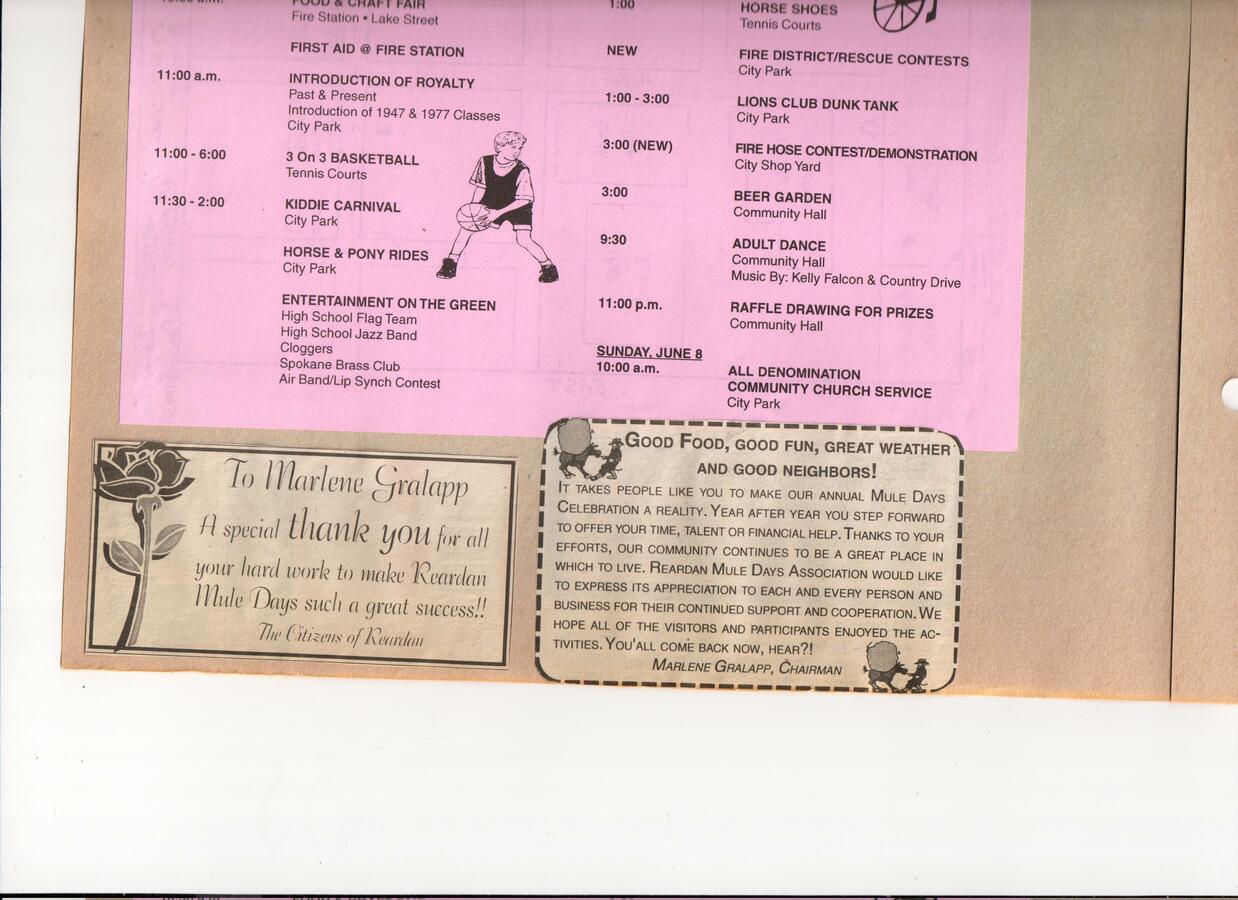 FOOD & CRAFT FAIR
Fire Station • Lake Street
FIRST AID @ FIRE STATION
11:00 a.m.
INTRODUCTION OF ROYALTY
Past & Present
Introduction of 1947 & 1977 Classes
City Park
11:00 - 6:00
3 On 3 BASKETBALL
Tennis Courts
11:30 - 2:00
KIDDIE CARNIVAL
City Park
HORSE & PONY RIDES
City Park
ENTERTAINMENT ON THE GREEN
High School Flag Team
High School Jazz Band
Cloggers
Spokane Brass Club
Air Band/Lip Synch Contest
1:00
HORSE SHOES
Tennis Courts
NEW
FIRE DISTRICT/RESCUE CONTESTS
City Park
1:00 - 3:00
LIONS CLUB DUNK TANK
City Park
3:00 (NEW)
FIRE HOSE CONTEST/DEMONSTRATION
City Shop Yard
3:00
BEER GARDEN
Community Hall
9:30
ADULT DANCE
Community Hall
Music By: Kelly Falcon & Country Drive
11:00 p.m.
RAFFLE DRAWING FOR PRIZES
Community Hall
SUNDAY, JUNE 8
10:00 a.m.
ALL DENOMINATION
COMMUNITY CHURCH SERVICE
City Park
To Marlene Gralapp
A special thank you for all
your hard work to make Reardan
Mule Days such a great success!!
The Citizens of Reardan
GOOD FOOD, GOOD FUN, GREAT WEATHER
AND GOOD NEIGHBORS!
IT TAKES PEOPLE LIKE YOU TO MAKE OUR ANNUAL MULE DAYS
CELEBRATION A REALITY. YEAR AFTER YEAR YOU STEP FORWARD
TO OFFER YOUR TIME, TALENT OR FINANCIAL HELP. THANKS TO YOUR
EFFORTS, OUR COMMUNITY CONTINUES TO BE A GREAT PLACE IN
WHICH TO LIVE. REARDAN MULE DAYS ASSOCIATION WOULD LIKE
TO EXPRESS ITS APPRECIATION TO EACH AND EVERY PERSON AND
BUSINESS FOR THEIR CONTINUED SUPPORT AND COOPERATION. WE
HOPE ALL OF THE VISITORS AND PARTICIPANTS ENJOYED THE AC-
TIVITIES. YOU'ALL COME BACK NOW, HEAR?!
MARLENE GRALAPP, CHAIRMAN